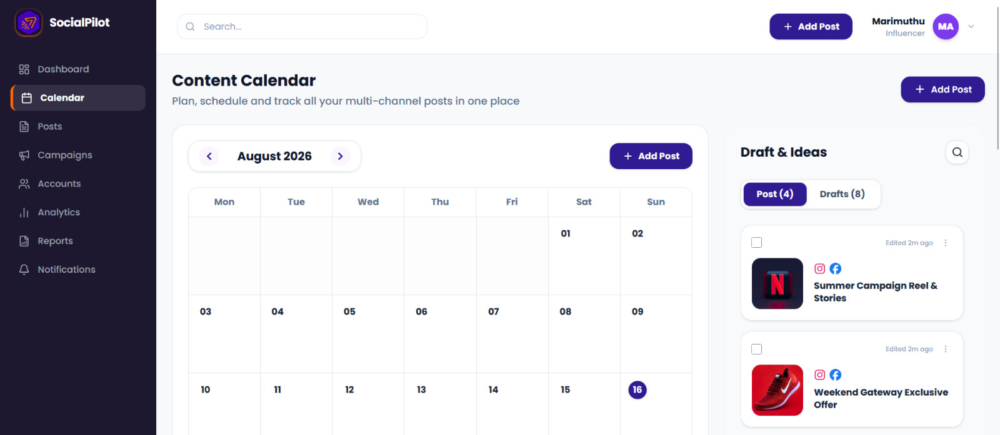 SocialPilot
Search...
Add Post
Marimuthu
Influencer
MA
Dashboard
Calendar
Posts
Campaigns
Accounts
Analytics
Reports
Notifications
Content Calendar
Plan, schedule and track all your multi-channel posts in one place
Add Post
August 2026
Add Post
Mon Tue Wed Thu Fri Sat Sun
01 02
03 04 05 06 07 08 09
10 11 12 13 14 15 16
Draft & Ideas
Post (4) Drafts (8)
Edited 2m ago
N
Summer Campaign Reel &
Stories
Edited 2m ago
Weekend Gateway Exclusive
Offer